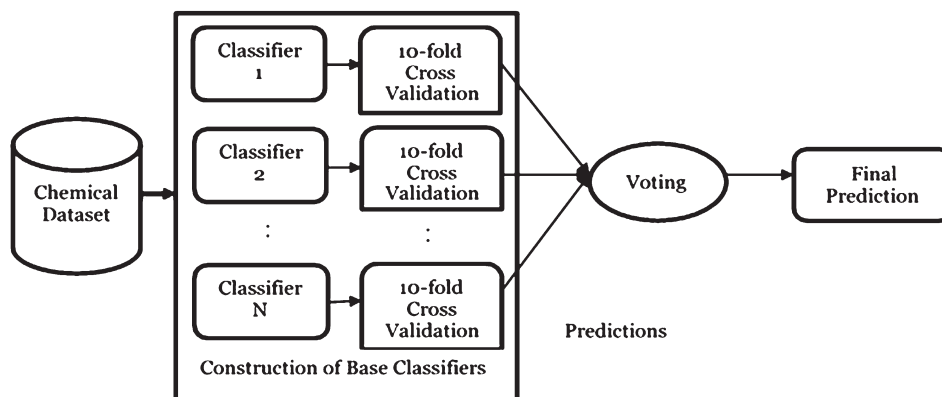 Chemical
Dataset
Classifier
1
10-fold
Cross
Validation
Classifier
2
10-fold
Cross
Validation
:
:
Classifier
N
10-fold
Cross
Validation
Construction of Base Classifiers
Predictions
Voting
Final
Prediction